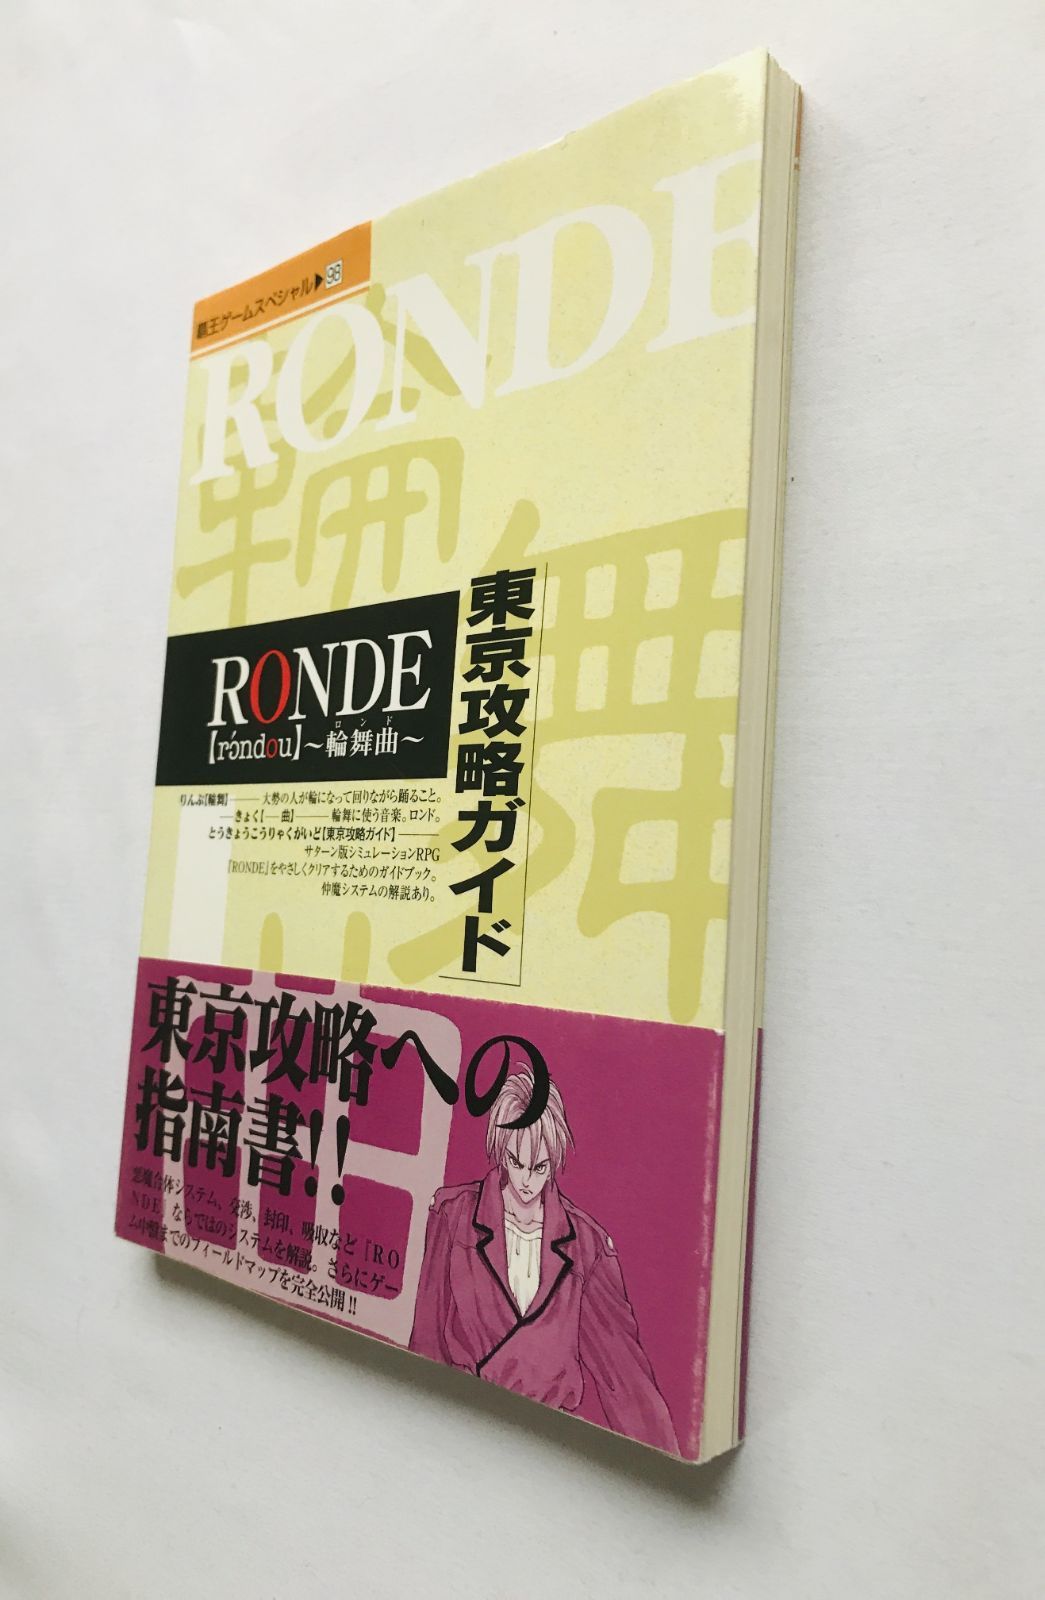 覇王ゲームスペシャル▶98
RONDE
輪舞
東京攻略ガイド
RONDE
ロンド
【rɔ́ndou】～輪舞曲～
りんぶ【輪舞】―――大勢の人が輪になって回りながら踊ること。
―きょく【―曲】―――輪舞に使う音楽。ロンド。
とうきょうこうりゃくがいど【東京攻略ガイド】―――
サターン版シミュレーションRPG
『RONDE』をやさしくクリアするためのガイドブック。
仲魔システムの解説あり。
東京攻略への
指南書!!
悪魔合体システム、交渉、封印、吸収など『RO
NDE』ならではのシステムを解説。さらにゲー
ム中盤までのフィールドマップを完全公開!!